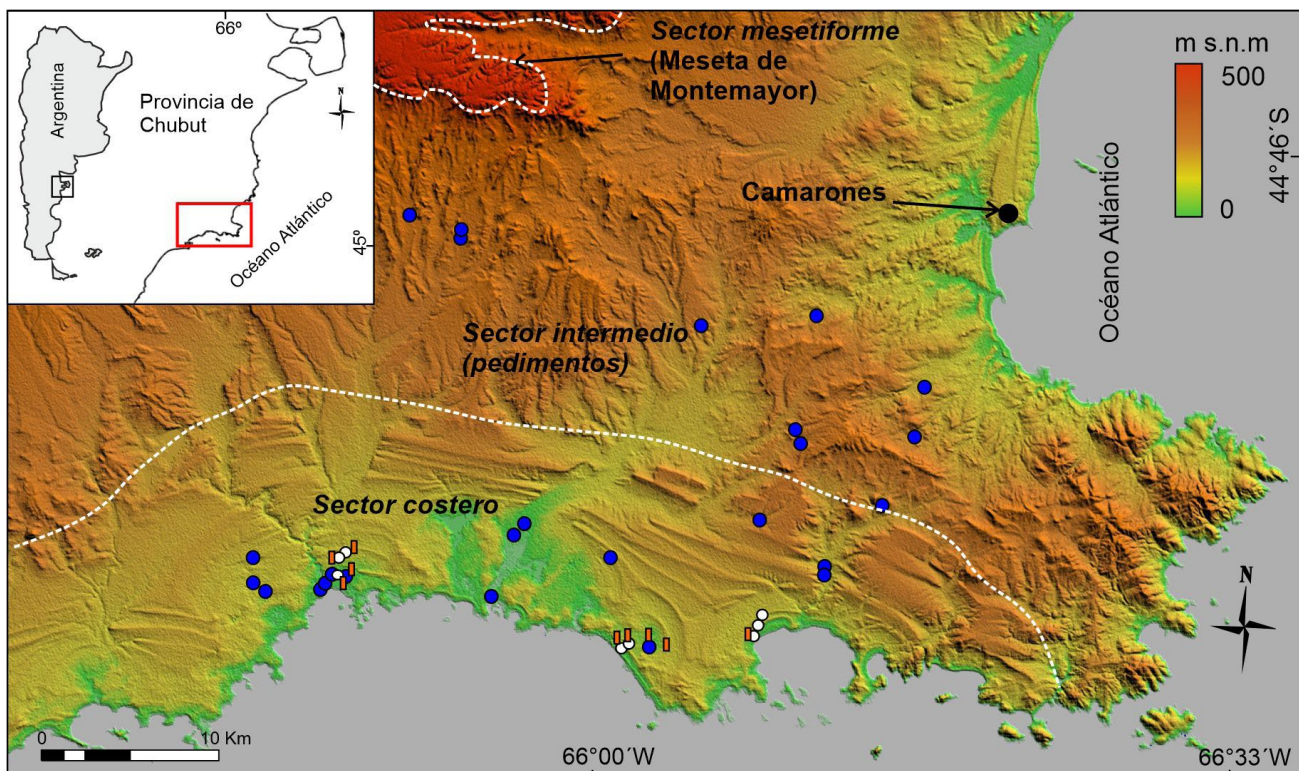 66°
Argentina
Provincia de
Chubut
N
Océano Atlántico
45°
Sector mesetiforme
(Meseta de
Montemayor)
m s.n.m
500
0
44°46´S
Camarones
Océano Atlántico
Sector intermedio
(pedimentos)
Sector costero
N
0
10 Km
66°00´W
66°33´W